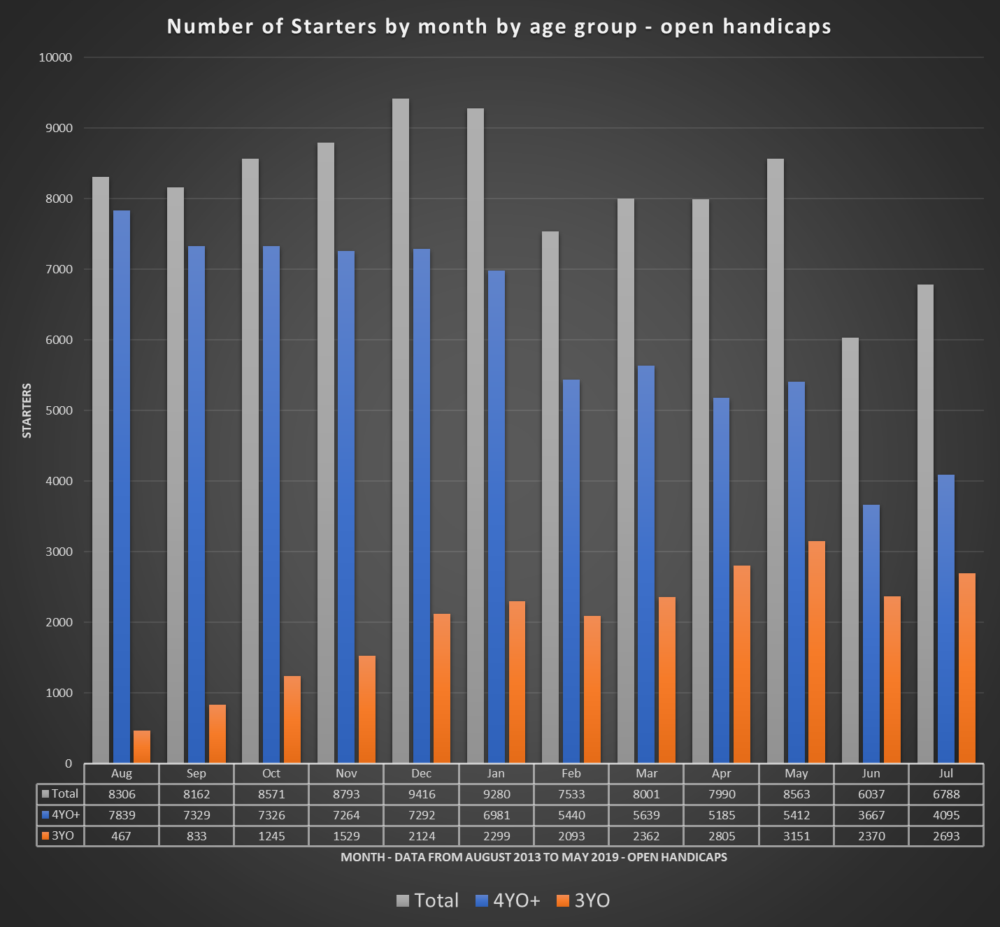 Number of Starters by month by age group - open handicaps
10000
9000
8000
7000
6000
5000
4000
3000
2000
1000
0
STARTERS
Aug Sep Oct Nov Dec Jan Feb Mar Apr May Jun Jul
Total 8306 8162 8571 8793 9416 9280 7533 8001 7990 8563 6037 6788
4YO+ 7839 7329 7326 7264 7292 6981 5440 5639 5185 5412 3667 4095
3YO 467 833 1245 1529 2124 2299 2093 2362 2805 3151 2370 2693
MONTH - DATA FROM AUGUST 2013 TO MAY 2019 - OPEN HANDICAPS
Total 4YO+ 3YO